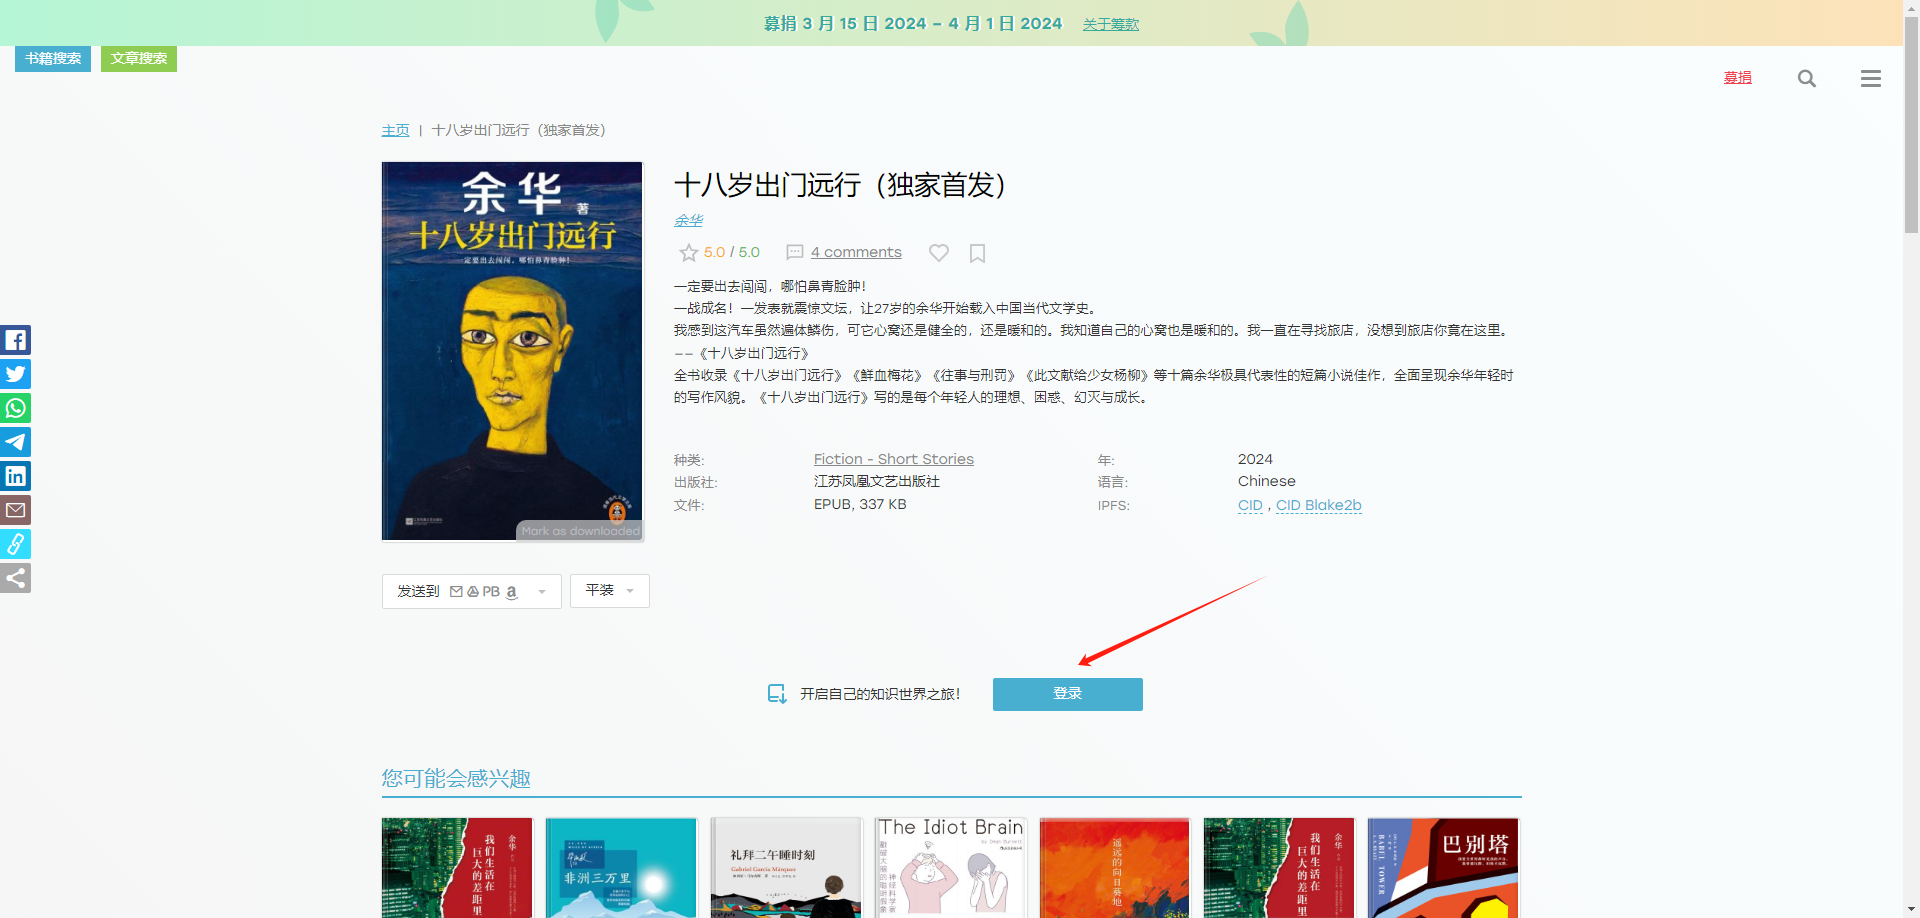 募捐 3 月 15 日 2024 – 4 月 1 日 2024 关于筹款
书籍搜索 文章搜索
募捐
主页 | 十八岁出门远行（独家首发）
余华 著
十八岁出门远行
一定要出去闯闯，哪怕鼻青脸肿！
Mark as downloaded
十八岁出门远行（独家首发）
余华
5.0 / 5.0 4 comments
一定要出去闯闯，哪怕鼻青脸肿！
一战成名！一发表就震惊文坛，让27岁的余华开始载入中国当代文学史。
我感到这汽车虽然遍体鳞伤，可它心窝还是健全的，还是暖和的。我知道自己的心窝也是暖和的。我一直在寻找旅店，没想到旅店你竟在这里。
——《十八岁出门远行》
全书收录《十八岁出门远行》《鲜血梅花》《往事与刑罚》《此文献给少女杨柳》等十篇余华极具代表性的短篇小说佳作，全面呈现余华年轻时
的写作风貌。《十八岁出门远行》写的是每个年轻人的理想、困惑、幻灭与成长。
种类: Fiction - Short Stories 年: 2024
出版社: 江苏凤凰文艺出版社 语言: Chinese
文件: EPUB, 337 KB IPFS: CID , CID Blake2b
发送到 PB a 平装
开启自己的知识世界之旅！ 登录
您可能会感兴趣
我们生活在
巨大的差距里
余华
非洲三万里
礼拜二午睡时刻
Gabriel García Márquez
The Idiot Brain
by Dean Burnett
神经科学家
遥远的向日葵地
我们生活在
巨大的差距里
余华
巴别塔
BABEL TOWER